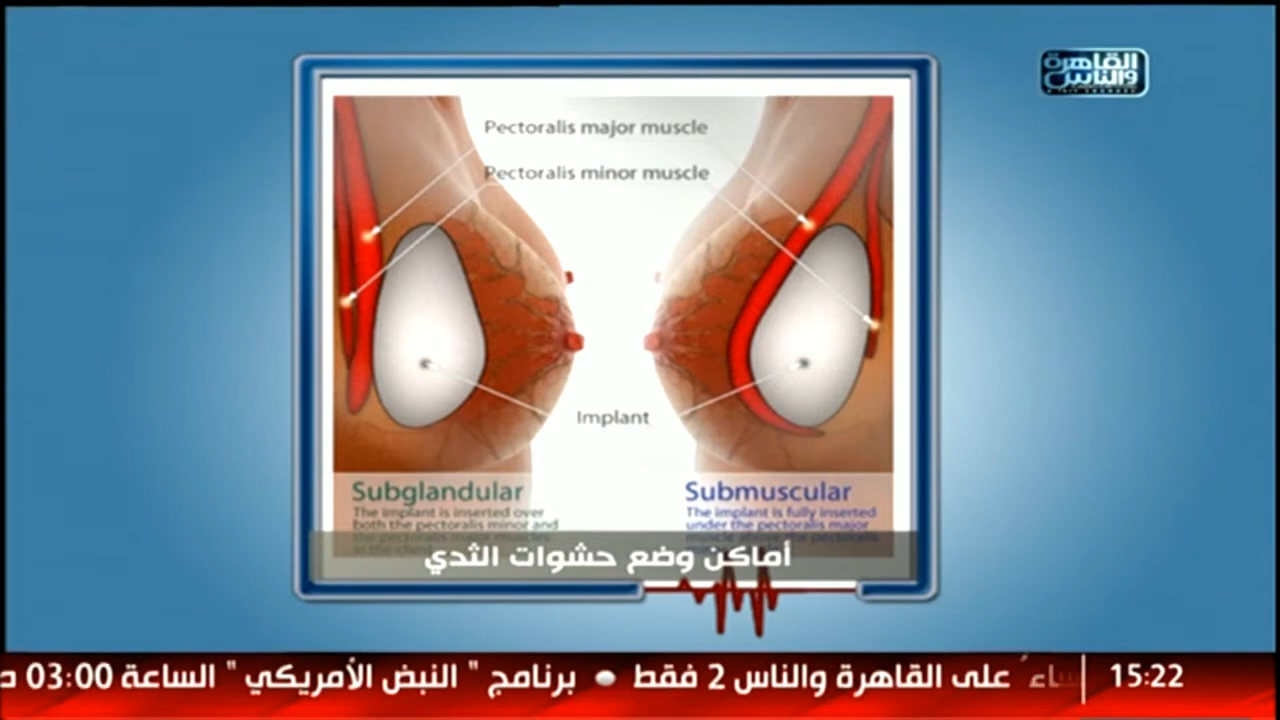 القاهرة
والناس
Pectoralis major muscle
Pectoralis minor muscle
Implant
Subglandular
The implant is inserted over
both the pectoralis minor and
Submuscular
The implant is fully inserted
under the pectoralis major
أماكن وضع حشوات الثدي
على القاهرة والناس 2 فقط ● برنامج " النبض الأمريكي " الساعة 03:00
15:22